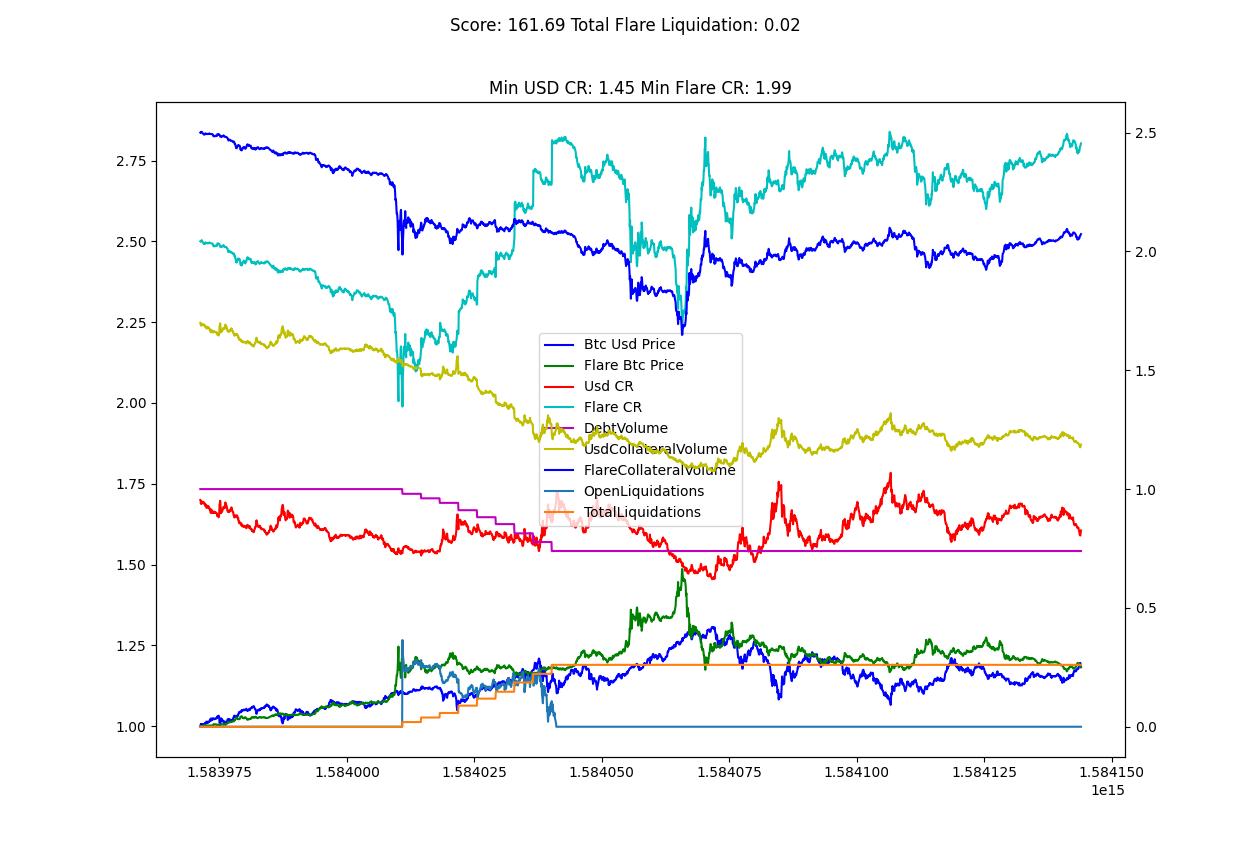 Score: 161.69 Total Flare Liquidation: 0.02
Min USD CR: 1.45 Min Flare CR: 1.99
2.75
2.50
2.25
2.00
1.75
1.50
1.25
1.00
2.5
2.0
1.5
1.0
0.5
0.0
Btc Usd Price
Flare Btc Price
Usd CR
Flare CR
DebtVolume
UsdCollateralVolume
FlareCollateralVolume
OpenLiquidations
TotalLiquidations
1.583975 1.584000 1.584025 1.584050 1.584075 1.584100 1.584125 1.584150
1e15